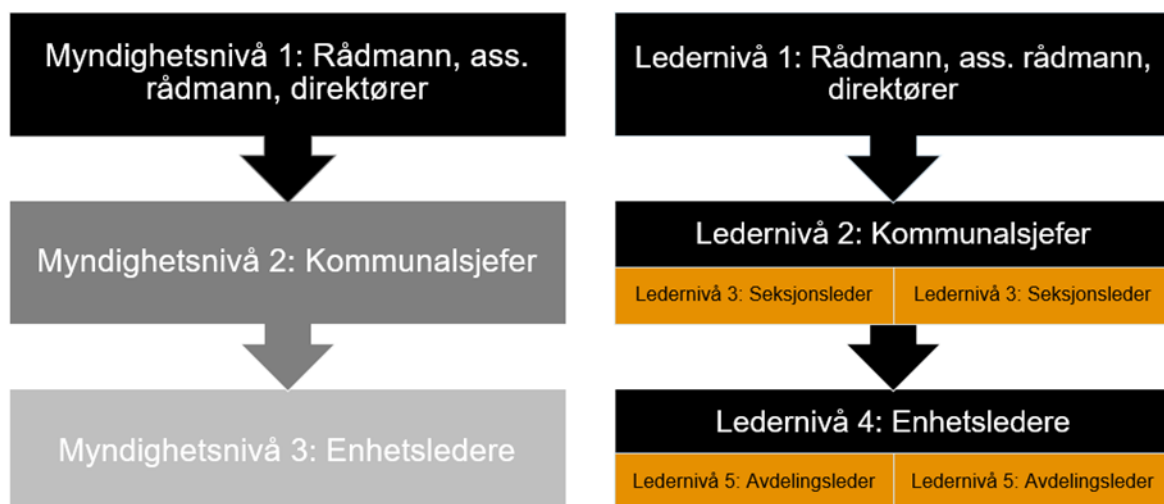 Myndighetsnivå 1: Rådmann, ass.
rådmann, direktører
Myndighetsnivå 2: Kommunalsjefer
Myndighetsnivå 3: Enhetsledere
Ledernivå 1: Rådmann, ass. rådmann,
direktører
Ledernivå 2: Kommunalsjefer
Ledernivå 3: Seksjonsleder
Ledernivå 3: Seksjonsleder
Ledernivå 4: Enhetsledere
Ledernivå 5: Avdelingsleder
Ledernivå 5: Avdelingsleder